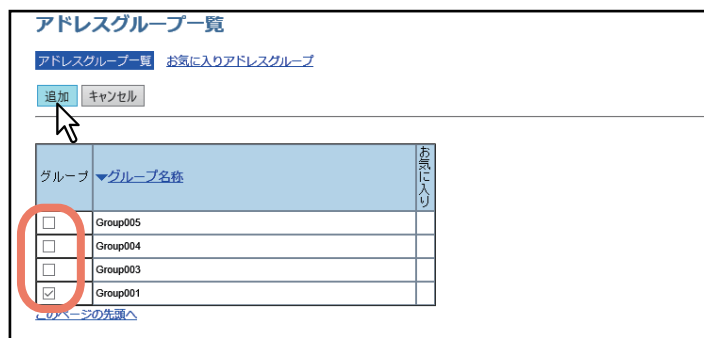 アドレスグループ一覧
アドレスグループ一覧 お気に入りアドレスグループ
追加 キャンセル
グループ ▼グループ名称 お気に入り
Group005
Group004
Group003
Group001
このページの先頭へ